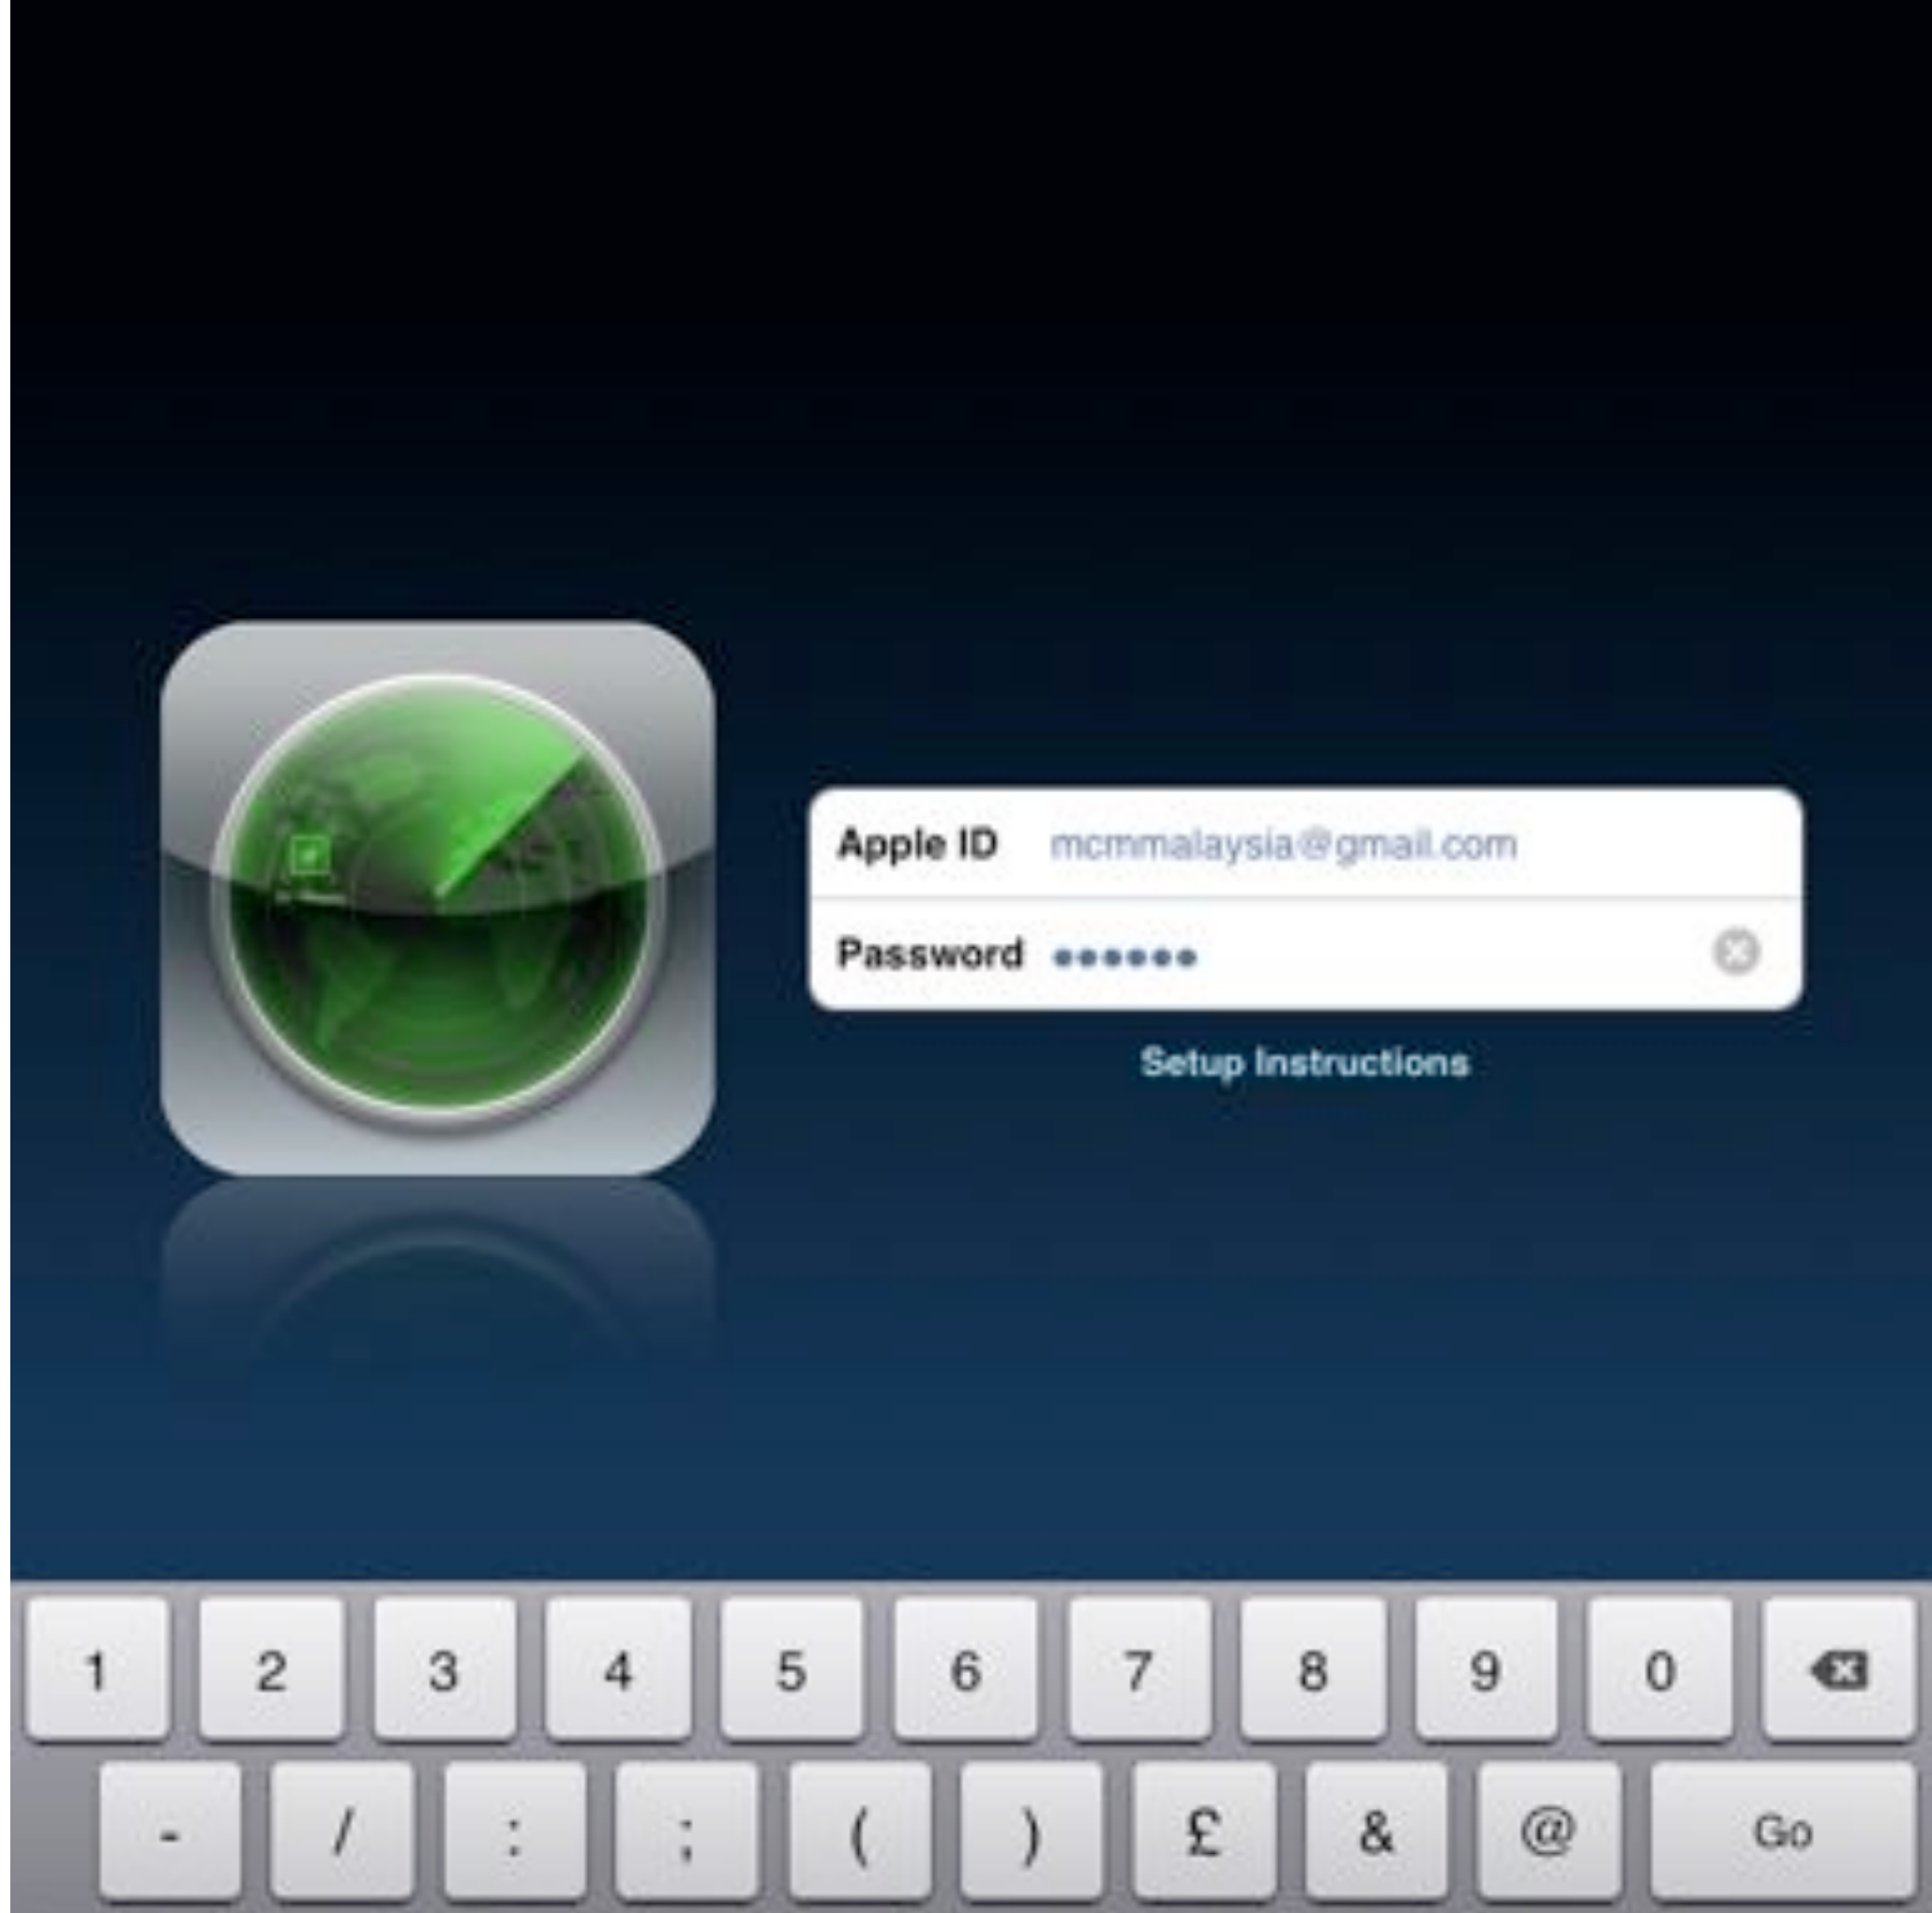 Apple ID mcmmalaysia@gmail.com
Password ••••••
Setup Instructions
1 2 3 4 5 6 7 8 9 0
- / : ; ( ) £ & @ Go